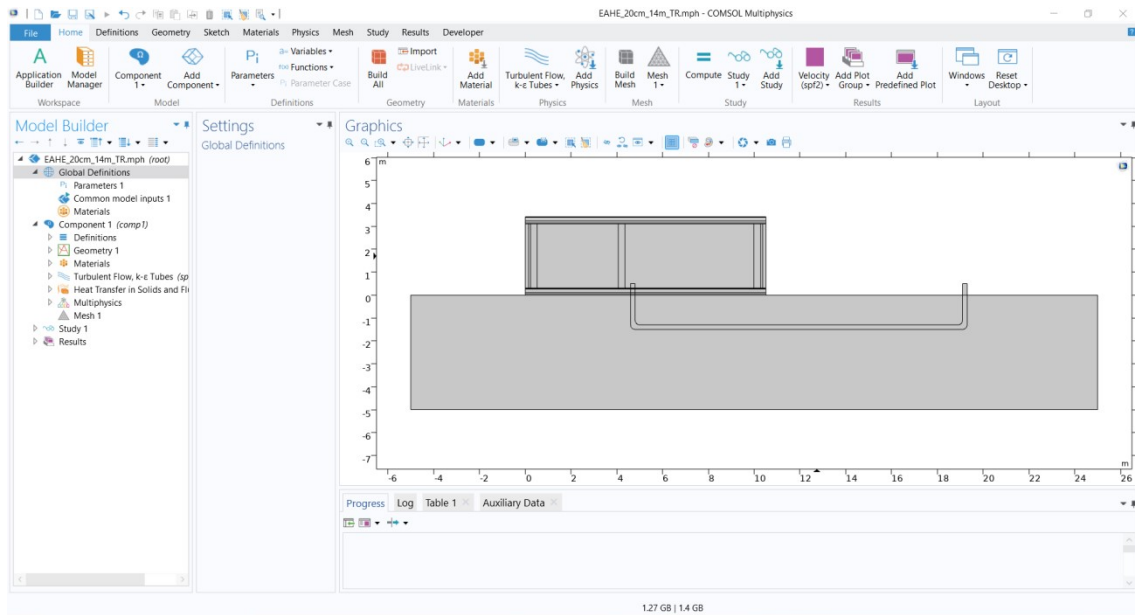 EAHE_20cm_14m_TR.mph - COMSOL Multiphysics
File Home Definitions Geometry Sketch Materials Physics Mesh Study Results Developer
Application Builder
Model Manager
Workspace
Component 1
Add Component
Model
Pi Parameters
a= Variables
f(x) Functions
Pi Parameter Case
Definitions
Build All
Import
LiveLink
Geometry
Add Material
Materials
Turbulent Flow, k-ε Tubes
Add Physics
Physics
Build Mesh
Mesh 1
Mesh
Compute
Study 1
Add Study
Study
Velocity (spf2)
Add Plot Group
Add Predefined Plot
Results
Windows
Reset Desktop
Layout
Model Builder
EAHE_20cm_14m_TR.mph (root)
Global Definitions
Pi Parameters 1
Common model inputs 1
Materials
Component 1 (comp1)
Definitions
Geometry 1
Materials
Turbulent Flow, k-ε Tubes (sp
Heat Transfer in Solids and Fl
Multiphysics
Mesh 1
Study 1
Results
Settings
Global Definitions
Graphics
m
6
5
4
3
2
1
0
-1
-2
-3
-4
-5
-6
-7
m
-6 -4 -2 0 2 4 6 8 10 12 14 16 18 20 22 24 26
Progress Log Table 1 Auxiliary Data
1.27 GB | 1.4 GB